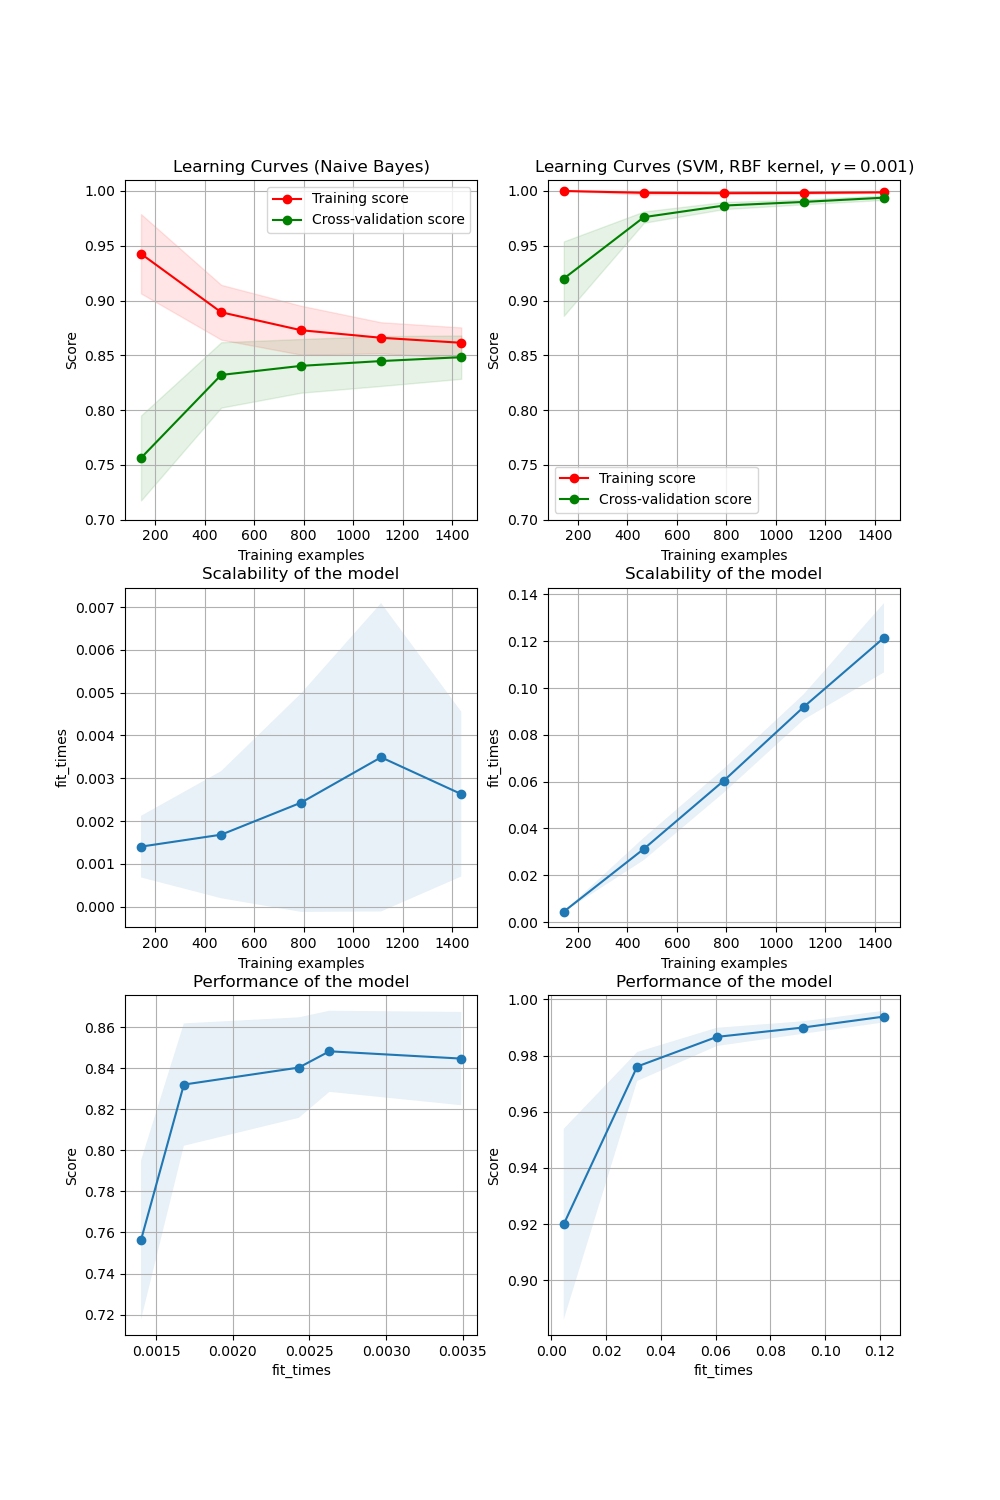 Learning Curves (Naive Bayes)
1.00
0.95
0.90
0.85
0.80
0.75
0.70
Score
Training score
Cross-validation score
200 400 600 800 1000 1200 1400
Training examples
Learning Curves (SVM, RBF kernel, γ = 0.001)
1.00
0.95
0.90
0.85
0.80
0.75
0.70
Score
Training score
Cross-validation score
200 400 600 800 1000 1200 1400
Training examples
Scalability of the model
0.007
0.006
0.005
0.004
0.003
0.002
0.001
0.000
fit_times
200 400 600 800 1000 1200 1400
Training examples
Scalability of the model
0.14
0.12
0.10
0.08
0.06
0.04
0.02
0.00
fit_times
200 400 600 800 1000 1200 1400
Training examples
Performance of the model
0.86
0.84
0.82
0.80
0.78
0.76
0.74
0.72
Score
0.0015 0.0020 0.0025 0.0030 0.0035
fit_times
Performance of the model
1.00
0.98
0.96
0.94
0.92
0.90
Score
0.00 0.02 0.04 0.06 0.08 0.10 0.12
fit_times